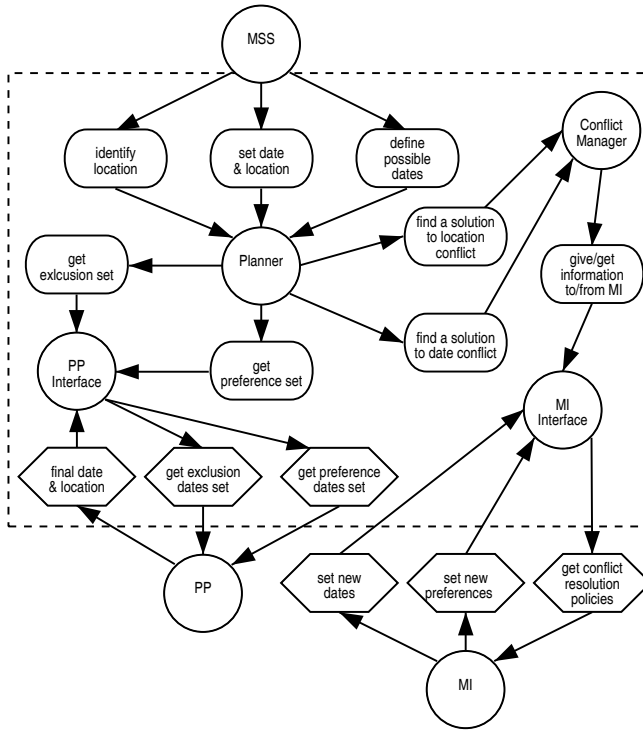 MSS
identify
location
set date
& location
define
possible
dates
Conflict
Manager
get
exlcusion set
Planner
find a solution
to location
conflict
give/get
information
to/from MI
find a solution
to date conflict
PP
Interface
get
preference set
MI
Interface
final date
& location
get exclusion
dates set
get preference
dates set
PP
set new
dates
set new
preferences
get conflict
resolution
policies
MI